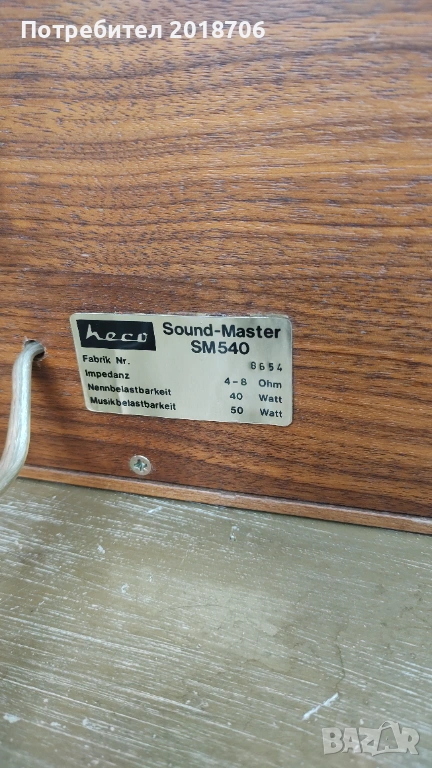 Потребител 2018706
heco Sound-Master
SM540
Fabrik Nr. 8654
Impedanz 4-8 Ohm
Nennbelastbarkeit 40 Watt
Musikbelastbarkeit 50 Watt
BAZAR